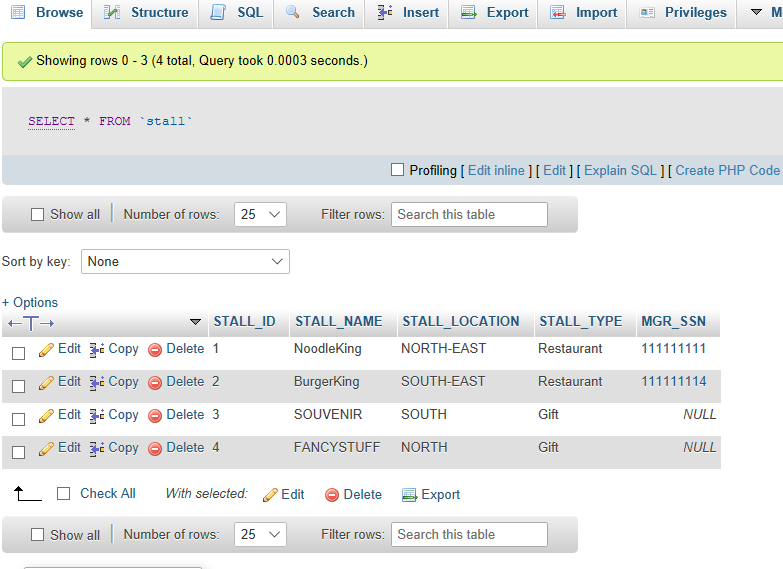 Browse Structure SQL Search Insert Export Import Privileges M
Showing rows 0 - 3 (4 total, Query took 0.0003 seconds.)
SELECT * FROM `stall`
Profiling [ Edit inline ] [ Edit ] [ Explain SQL ] [ Create PHP Code
Show all Number of rows: 25 Filter rows: Search this table
Sort by key: None
+ Options
←T→ STALL_ID STALL_NAME STALL_LOCATION STALL_TYPE MGR_SSN
Edit Copy Delete 1 NoodleKing NORTH-EAST Restaurant 111111111
Edit Copy Delete 2 BurgerKing SOUTH-EAST Restaurant 111111114
Edit Copy Delete 3 SOUVENIR SOUTH Gift NULL
Edit Copy Delete 4 FANCYSTUFF NORTH Gift NULL
Check All With selected: Edit Delete Export
Show all Number of rows: 25 Filter rows: Search this table